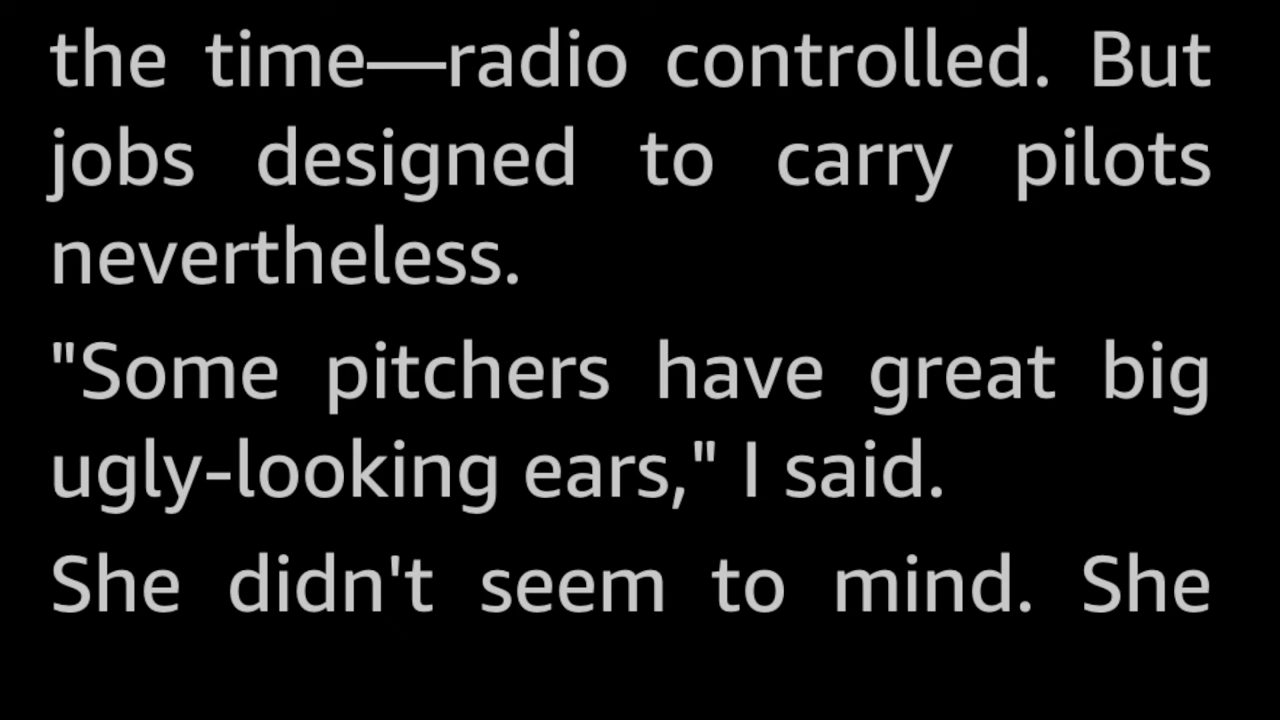 the time—radio controlled. But
jobs designed to carry pilots
nevertheless.
"Some pitchers have great big
ugly-looking ears," I said.
She didn't seem to mind. She